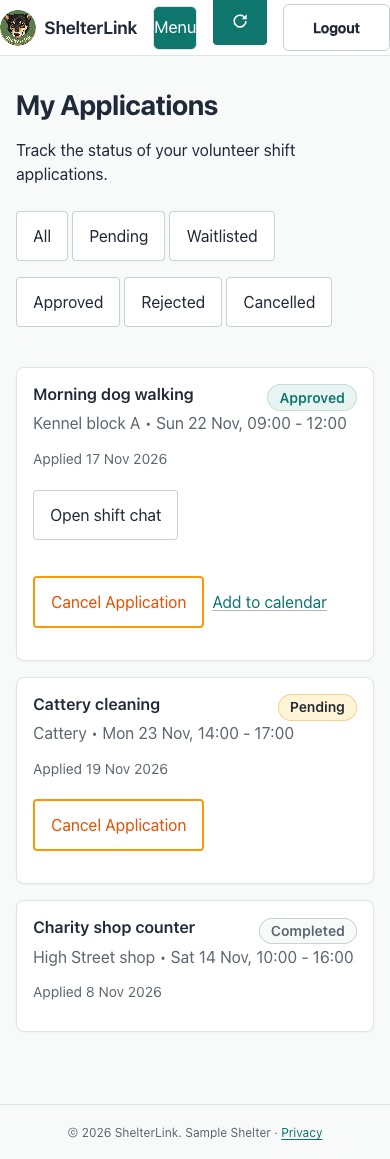 ShelterLink
Menu
Logout
My Applications
Track the status of your volunteer shift
applications.
All
Pending
Waitlisted
Approved
Rejected
Cancelled
Morning dog walking
Approved
Kennel block A • Sun 22 Nov, 09:00 - 12:00
Applied 17 Nov 2026
Open shift chat
Cancel Application
Add to calendar
Cattery cleaning
Pending
Cattery • Mon 23 Nov, 14:00 - 17:00
Applied 19 Nov 2026
Cancel Application
Charity shop counter
Completed
High Street shop • Sat 14 Nov, 10:00 - 16:00
Applied 8 Nov 2026
© 2026 ShelterLink. Sample Shelter · Privacy